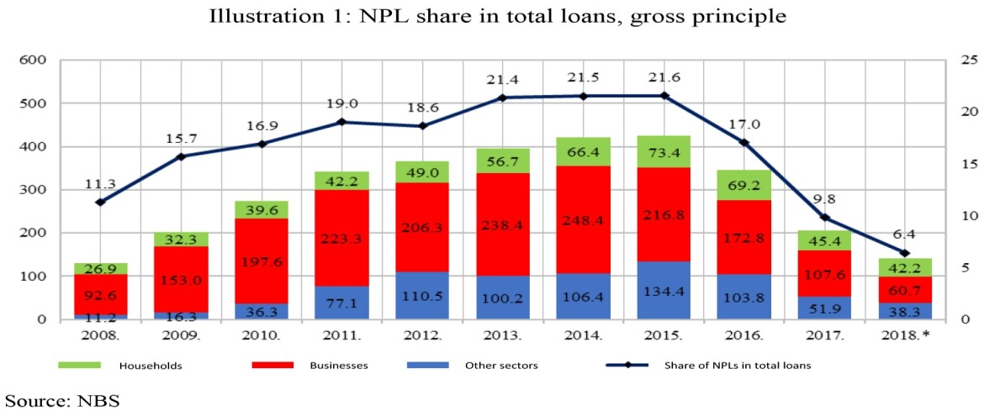 Illustration 1: NPL share in total loans, gross principle
600 25
21.4 21.5 21.6
500 19.0 18.6 20
16.9 17.0
400 15.7 66.4 73.4 15
11.3 49.0 56.7 69.2
300 42.2 9.8
39.6 10
200 32.3 223.3 206.3 238.4 248.4 216.8 172.8 45.4 6.4
26.9 153.0 197.6 107.6 42.2
100 92.6 110.5 100.2 106.4 134.4 103.8 60.7 5
11.2 16.3 36.3 77.1 51.9 38.3
0 0
2008. 2009. 2010. 2011. 2012. 2013. 2014. 2015. 2016. 2017. 2018. *
Households Businesses Other sectors Share of NPLs in total loans
Source: NBS